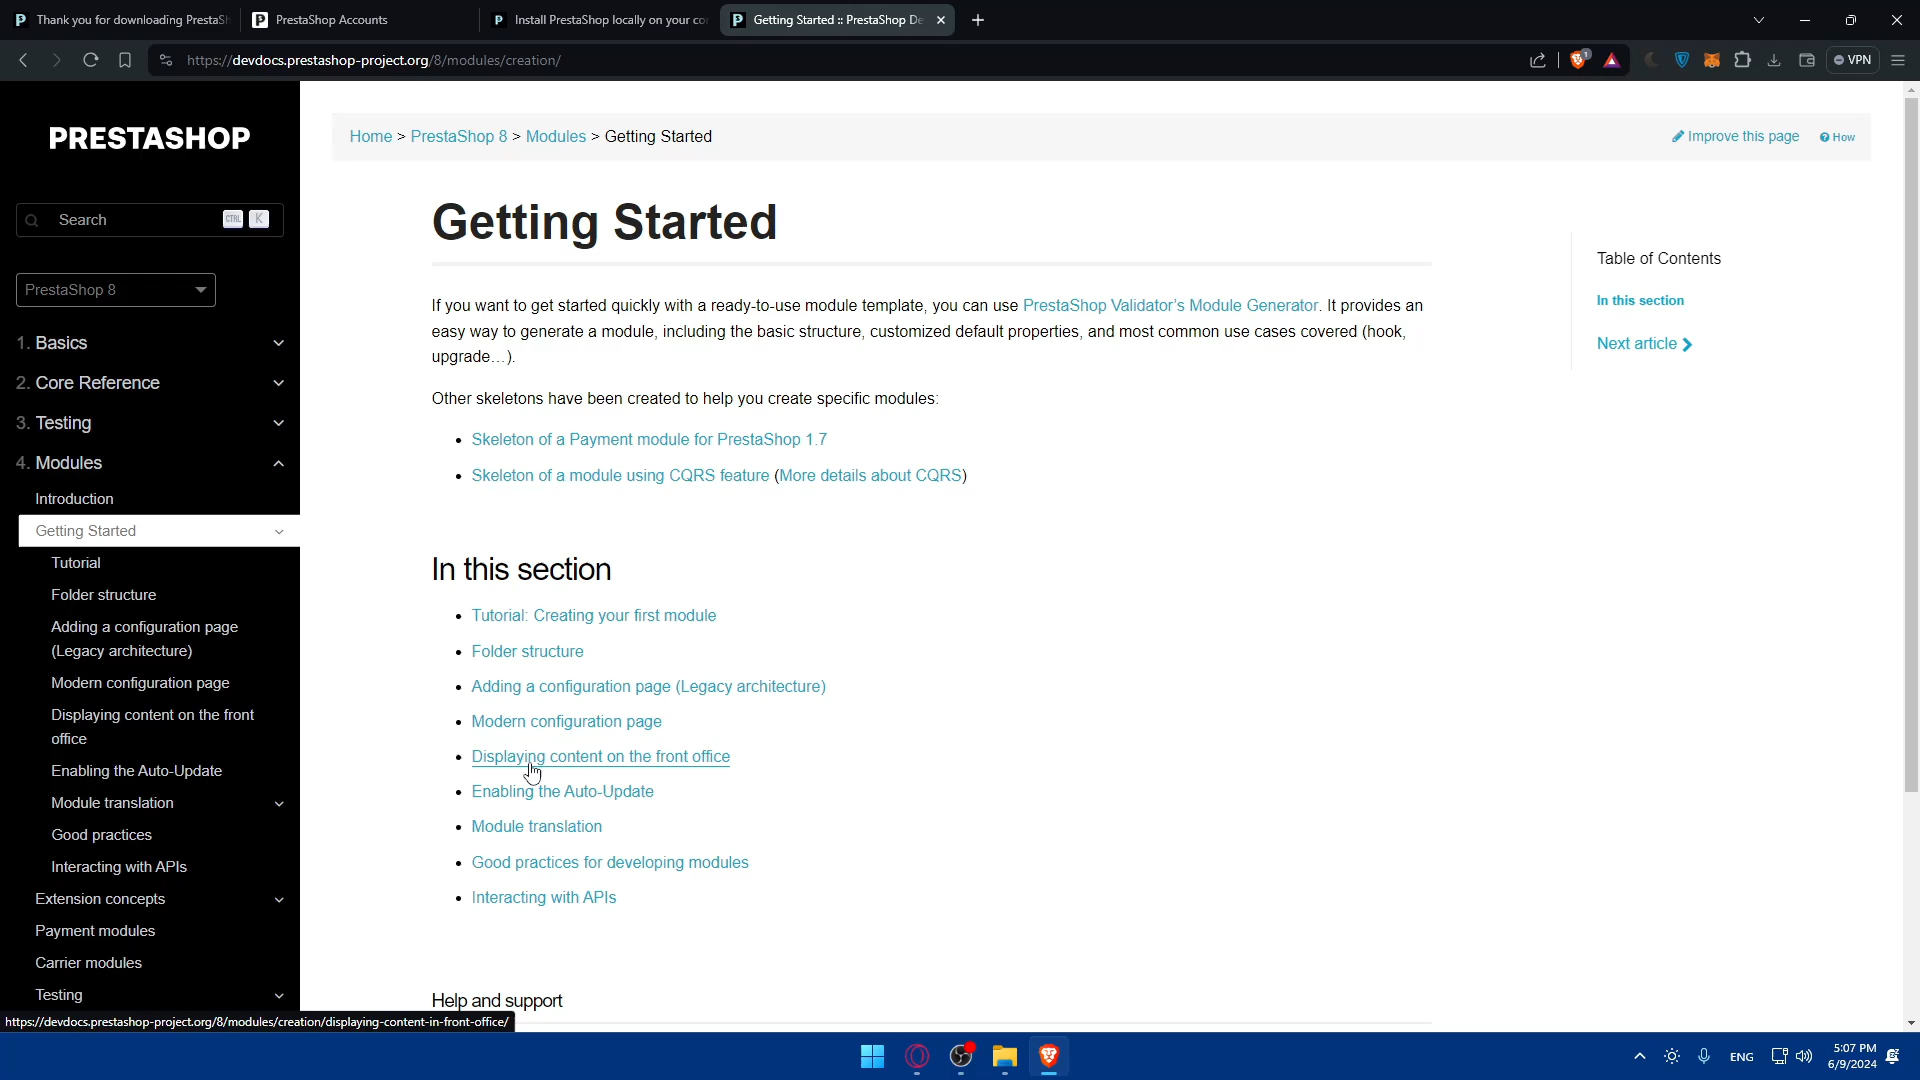 Thank you for downloading PrestaSh
PrestaShop Accounts
Install PrestaShop locally on your co
Getting Started :: PrestaShop De
https://devdocs.prestashop-project.org/8/modules/creation/
VPN
PRESTASHOP
Search
CTRL K
PrestaShop 8
1. Basics
2. Core Reference
3. Testing
4. Modules
Introduction
Getting Started
Tutorial
Folder structure
Adding a configuration page
(Legacy architecture)
Modern configuration page
Displaying content on the front
office
Enabling the Auto-Update
Module translation
Good practices
Interacting with APIs
Extension concepts
Payment modules
Carrier modules
Testing
Home > PrestaShop 8 > Modules > Getting Started
Improve this page
How
Getting Started
If you want to get started quickly with a ready-to-use module template, you can use PrestaShop Validator's Module Generator. It provides an
easy way to generate a module, including the basic structure, customized default properties, and most common use cases covered (hook,
upgrade…).
Other skeletons have been created to help you create specific modules:
Skeleton of a Payment module for PrestaShop 1.7
Skeleton of a module using CQRS feature (More details about CQRS)
In this section
Tutorial: Creating your first module
Folder structure
Adding a configuration page (Legacy architecture)
Modern configuration page
Displaying content on the front office
Enabling the Auto-Update
Module translation
Good practices for developing modules
Interacting with APIs
Help and support
Table of Contents
In this section
Next article
https://devdocs.prestashop-project.org/8/modules/creation/displaying-content-in-front-office/
ENG
5:07 PM
6/9/2024